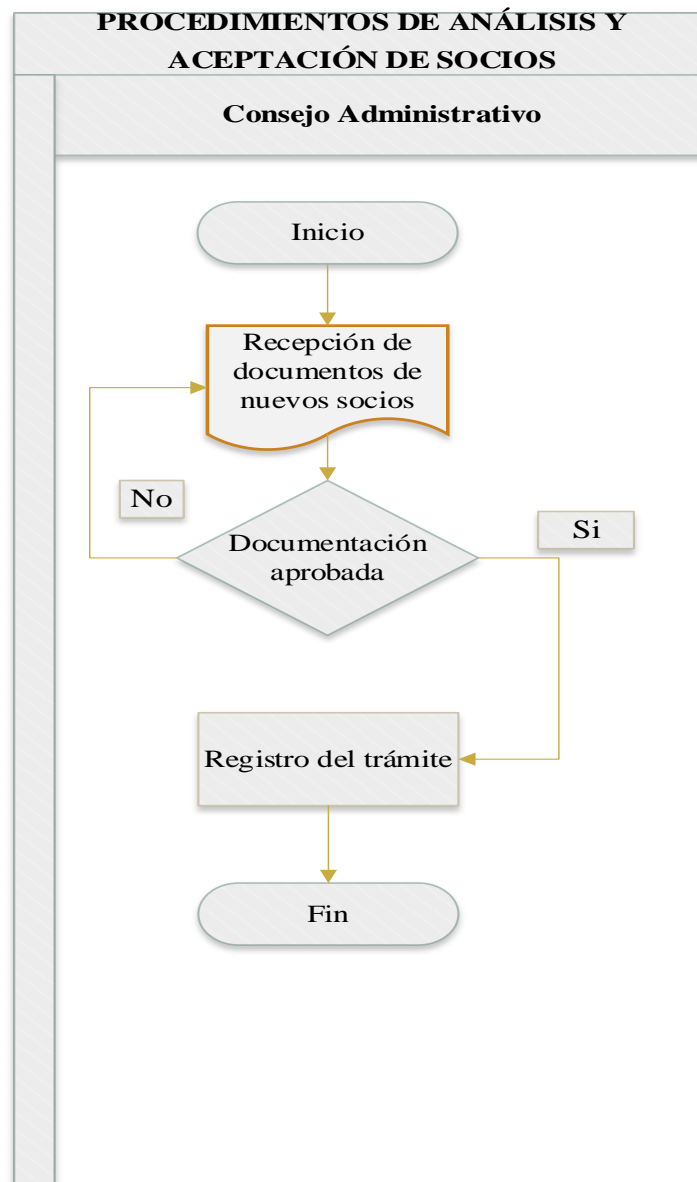 PROCEDIMIENTOS DE ANÁLISIS Y
ACEPTACIÓN DE SOCIOS
Consejo Administrativo
Inicio
Recepción de
documentos de
nuevos socios
No
Si
Documentación
aprobada
Registro del trámite
Fin